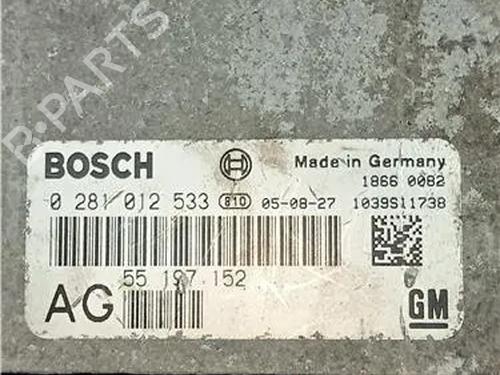 B-PARTS
BOSCH
Made in Germany
1866 0082
0 281 012 533 810 05-08-27 1039S11738
55 197 152
AG
GM